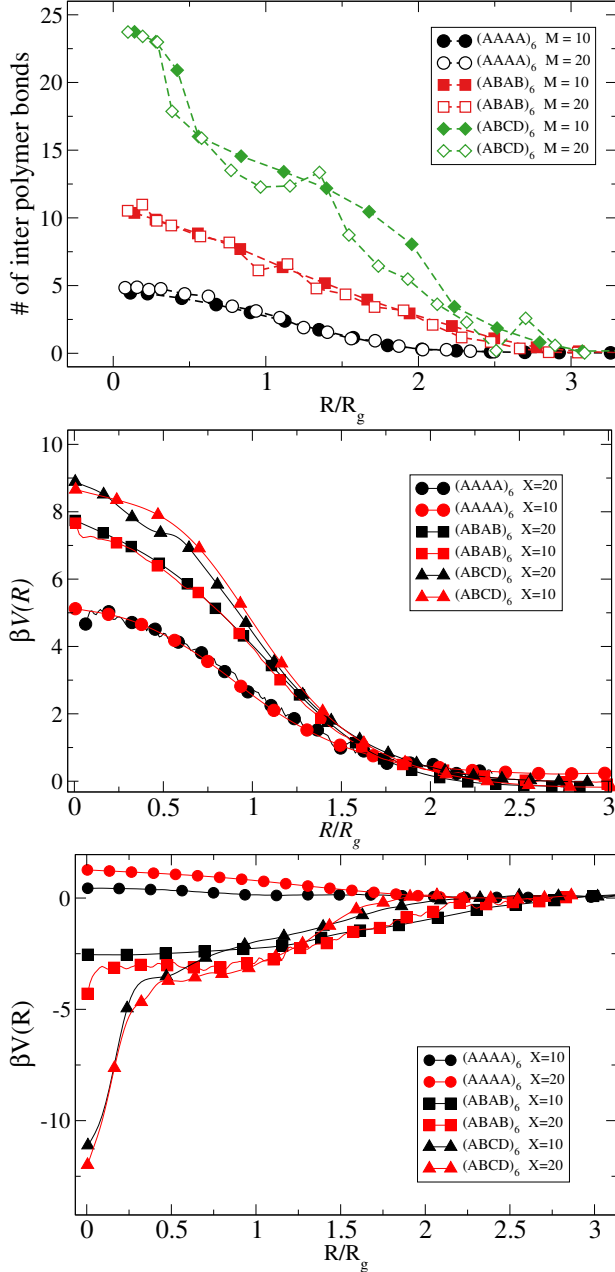 25
20
15
10
5
0
# of inter polymer bonds
(AAAA)6 M = 10
(AAAA)6 M = 20
(ABAB)6 M = 10
(ABAB)6 M = 20
(ABCD)6 M = 10
(ABCD)6 M = 20
0 1 2 3
R/Rg
10
8
6
4
2
0
βV(R)
(AAAA)6 X=20
(AAAA)6 X=10
(ABAB)6 X=20
(ABAB)6 X=10
(ABCD)6 X=20
(ABCD)6 X=10
0 0.5 1 1.5 2 2.5 3
R/Rg
0
-5
-10
βV(R)
(AAAA)6 X=10
(AAAA)6 X=20
(ABAB)6 X=10
(ABAB)6 X=20
(ABCD)6 X=10
(ABCD)6 X=20
0 0.5 1 1.5 2 2.5 3
R/Rg